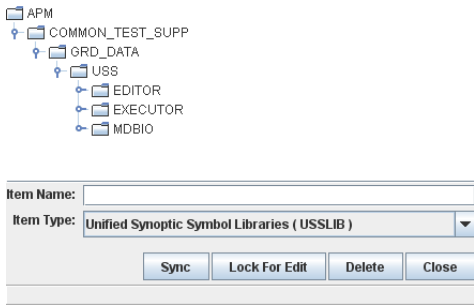 APM
COMMON_TEST_SUPP
GRD_DATA
USS
EDITOR
EXECUTOR
MDBIO
Item Name:
Item Type: Unified Synoptic Symbol Libraries ( USSLIB )
Sync Lock For Edit Delete Close